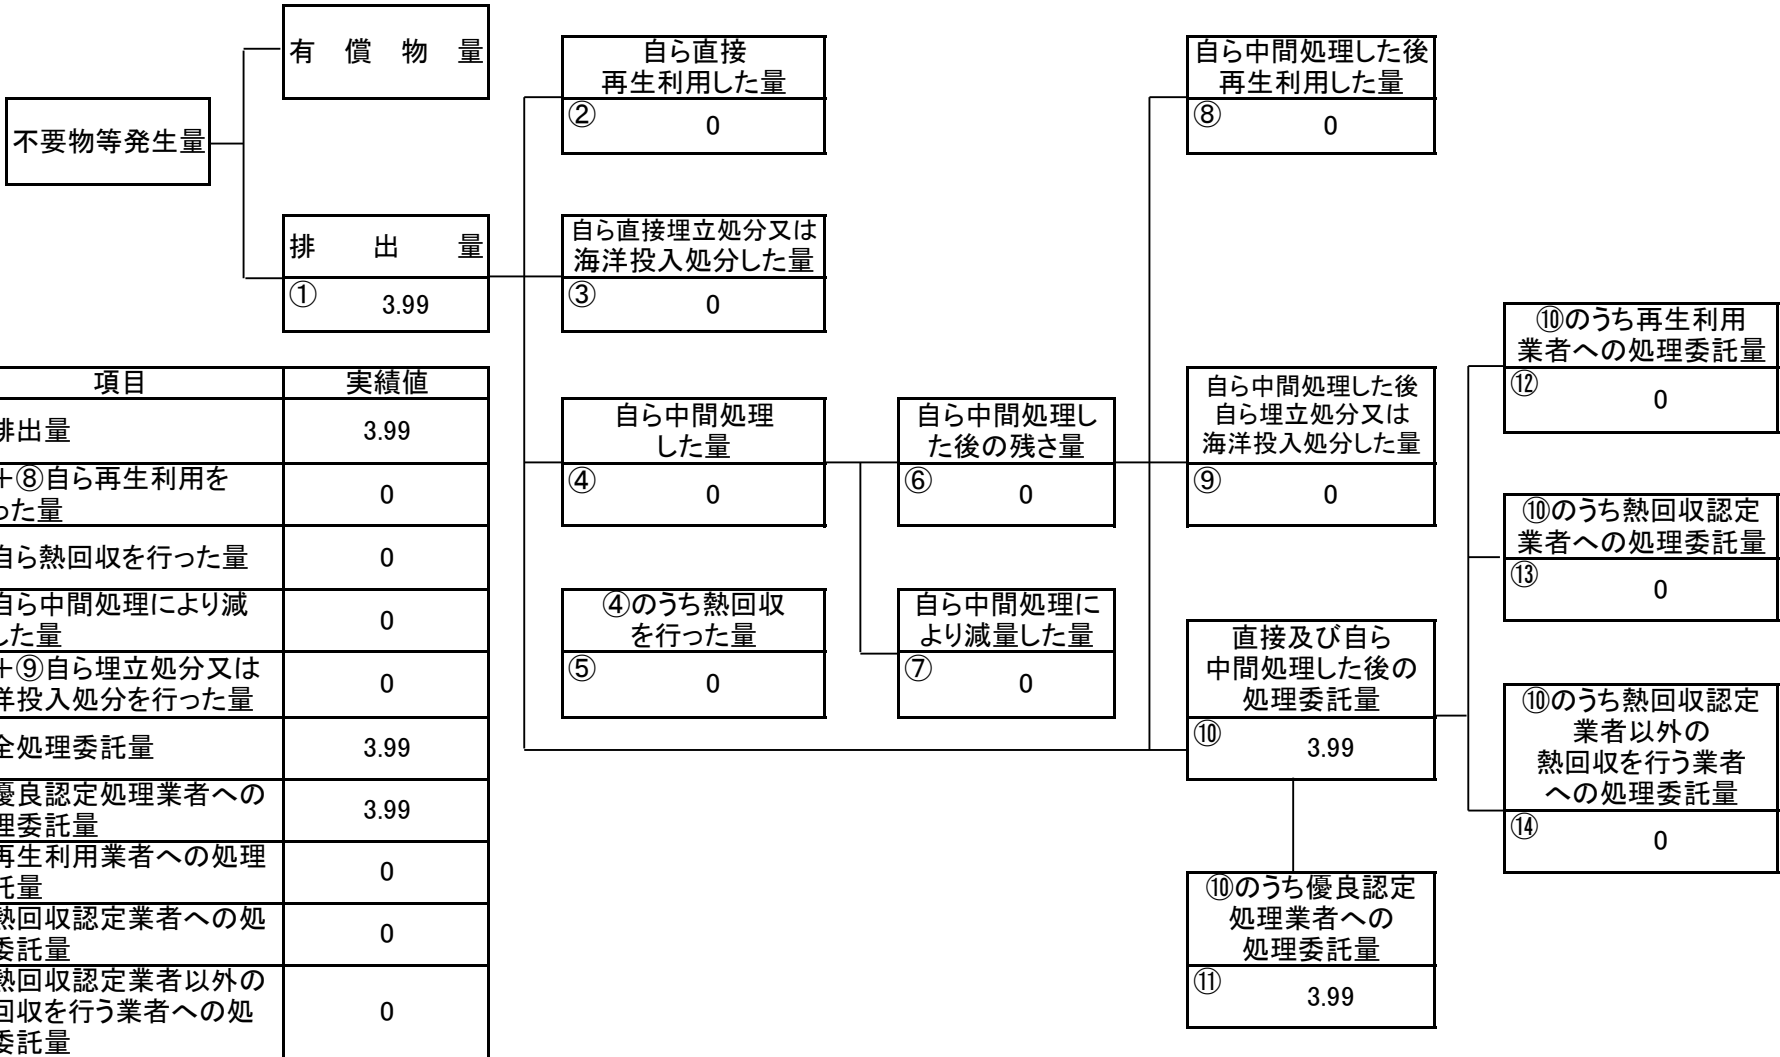 有償物量
不要物等発生量
排出量
① 3.99
自ら直接
再生利用した量
② 0
自ら直接埋立処分又は
海洋投入処分した量
③ 0
自ら中間処理
した量
④ 0
④のうち熱回収
を行った量
⑤ 0
自ら中間処理し
た後の残さ量
⑥ 0
自ら中間処理に
より減量した量
⑦ 0
自ら中間処理した後
再生利用した量
⑧ 0
自ら中間処理した後
自ら埋立処分又は
海洋投入処分した量
⑨ 0
直接及び自ら
中間処理した後の
処理委託量
⑩ 3.99
⑩のうち優良認定
処理業者への
処理委託量
⑪ 3.99
⑩のうち再生利用
業者への処理委託量
⑫ 0
⑩のうち熱回収認定
業者への処理委託量
⑬ 0
⑩のうち熱回収認定
業者以外の
熱回収を行う業者
への処理委託量
⑭ 0
項目 実績値
排出量 3.99
+⑧自ら再生利用を
った量 0
自ら熱回収を行った量 0
自ら中間処理により減
した量 0
+⑨自ら埋立処分又は
洋投入処分を行った量 0
全処理委託量 3.99
優良認定処理業者への
理委託量 3.99
再生利用業者への処理
託量 0
熱回収認定業者への処
委託量 0
熱回収認定業者以外の
回収を行う業者への処
委託量 0